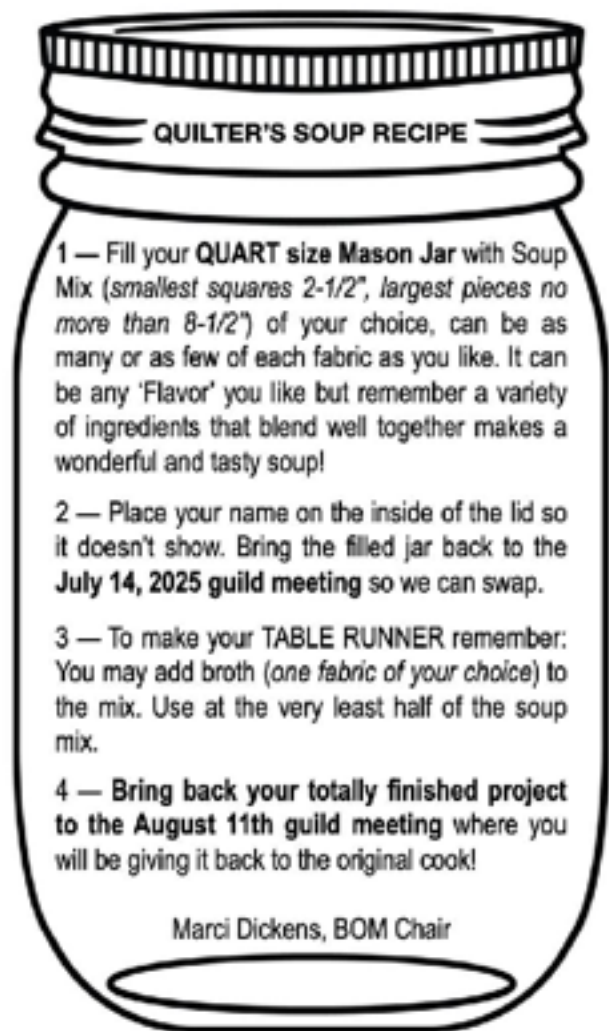 QUILTER'S SOUP RECIPE
1 — Fill your QUART size Mason Jar with Soup
Mix (smallest squares 2-1/2", largest pieces no
more than 8-1/2") of your choice, can be as
many or as few of each fabric as you like. It can
be any 'Flavor' you like but remember a variety
of ingredients that blend well together makes a
wonderful and tasty soup!
2 — Place your name on the inside of the lid so
it doesn't show. Bring the filled jar back to the
July 14, 2025 guild meeting so we can swap.
3 — To make your TABLE RUNNER remember:
You may add broth (one fabric of your choice) to
the mix. Use at the very least half of the soup
mix.
4 — Bring back your totally finished project
to the August 11th guild meeting where you
will be giving it back to the original cook!
Marci Dickens, BOM Chair